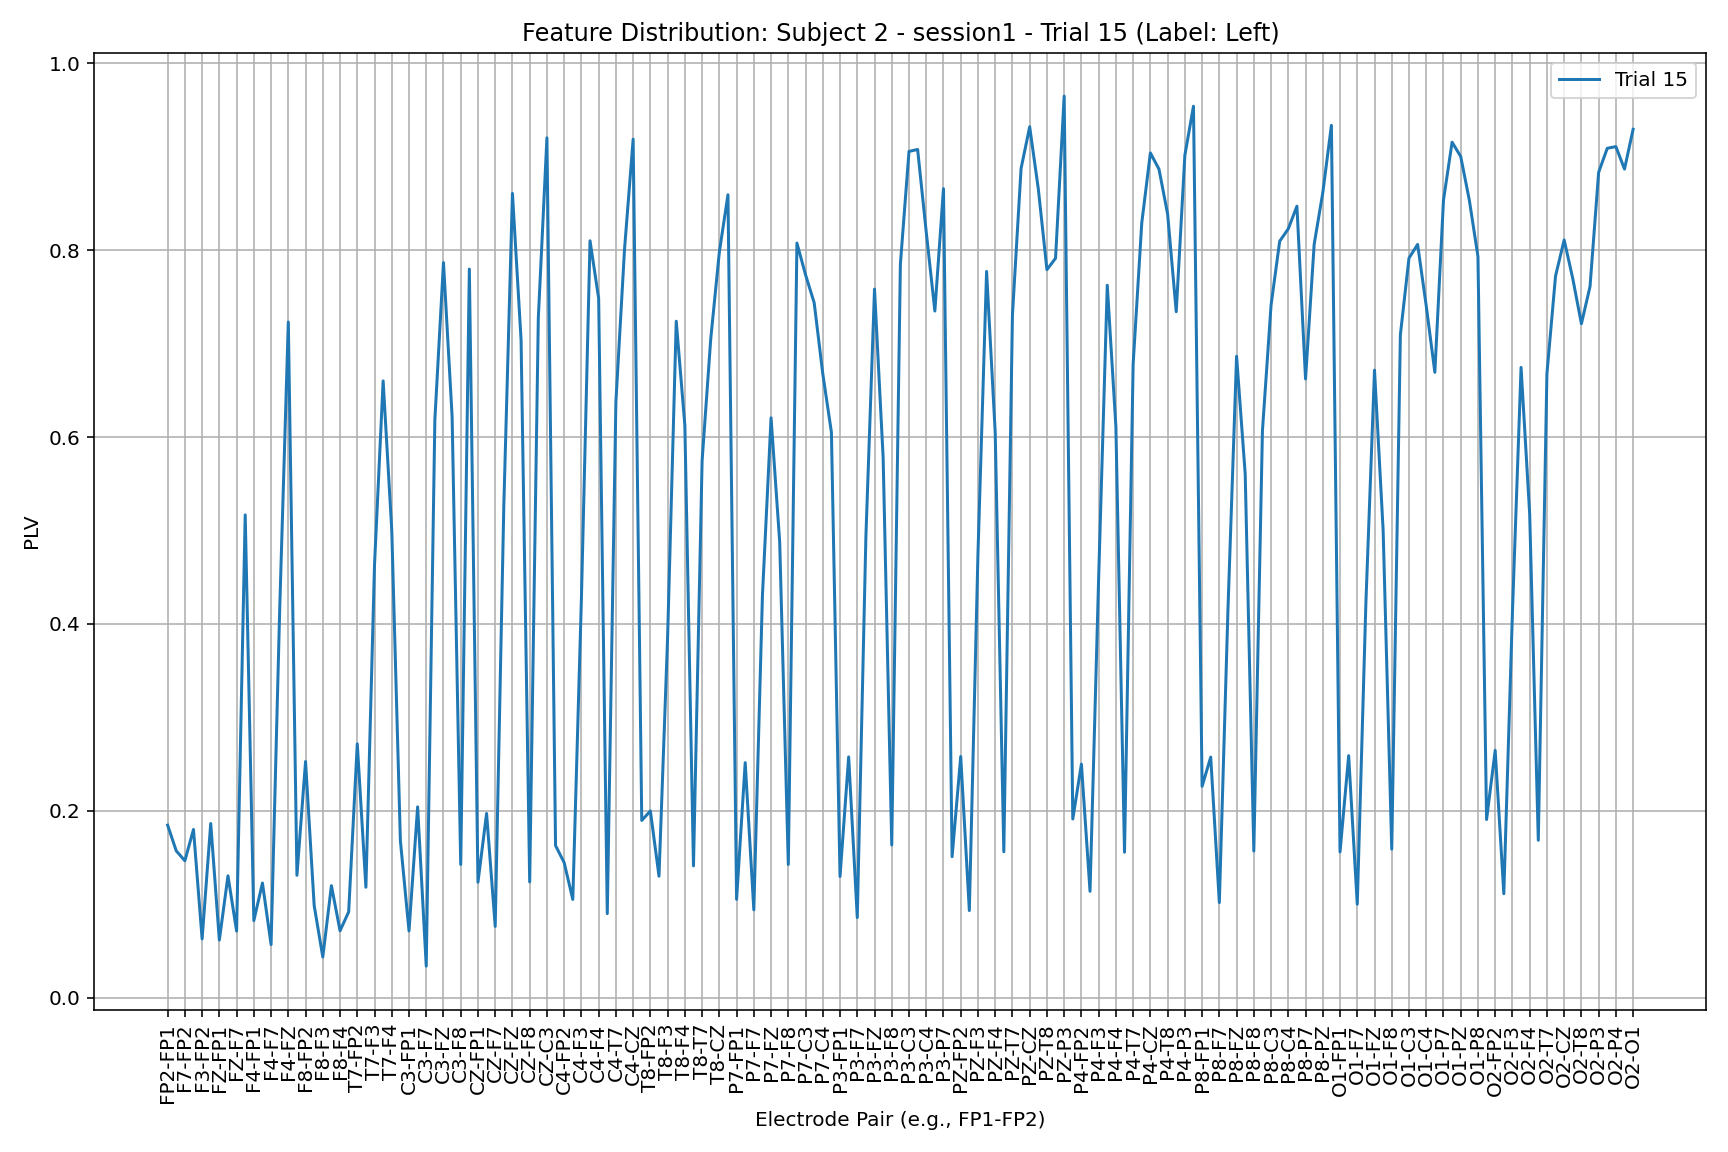 Feature Distribution: Subject 2 - session1 - Trial 15 (Label: Left)
Trial 15
1.0
0.8
0.6
0.4
0.2
0.0
PLV
FP2-FP1
F7-FP2
F3-FP2
FZ-FP1
FZ-F7
F4-FP1
F4-F7
F4-FZ
F8-FP2
F8-F3
F8-F4
T7-FP2
T7-F3
T7-F4
C3-FP1
C3-F7
C3-FZ
C3-F8
CZ-FP1
CZ-F7
CZ-FZ
CZ-F8
CZ-C3
C4-FP2
C4-F3
C4-F4
C4-T7
C4-CZ
T8-FP2
T8-F3
T8-F4
T8-T7
T8-CZ
P7-FP1
P7-F7
P7-FZ
P7-F8
P7-C3
P7-C4
P3-FP1
P3-F7
P3-FZ
P3-F8
P3-C3
P3-C4
P3-P7
PZ-FP2
PZ-F3
PZ-F4
PZ-T7
PZ-CZ
PZ-T8
PZ-P3
P4-FP2
P4-F3
P4-F4
P4-T7
P4-CZ
P4-T8
P4-P3
P8-FP1
P8-F7
P8-FZ
P8-F8
P8-C3
P8-C4
P8-P7
P8-PZ
O1-FP1
O1-F7
O1-FZ
O1-F8
O1-C3
O1-C4
O1-P7
O1-PZ
O1-P8
O2-FP2
O2-F3
O2-F4
O2-T7
O2-CZ
O2-T8
O2-P3
O2-P4
O2-O1
Electrode Pair (e.g., FP1-FP2)